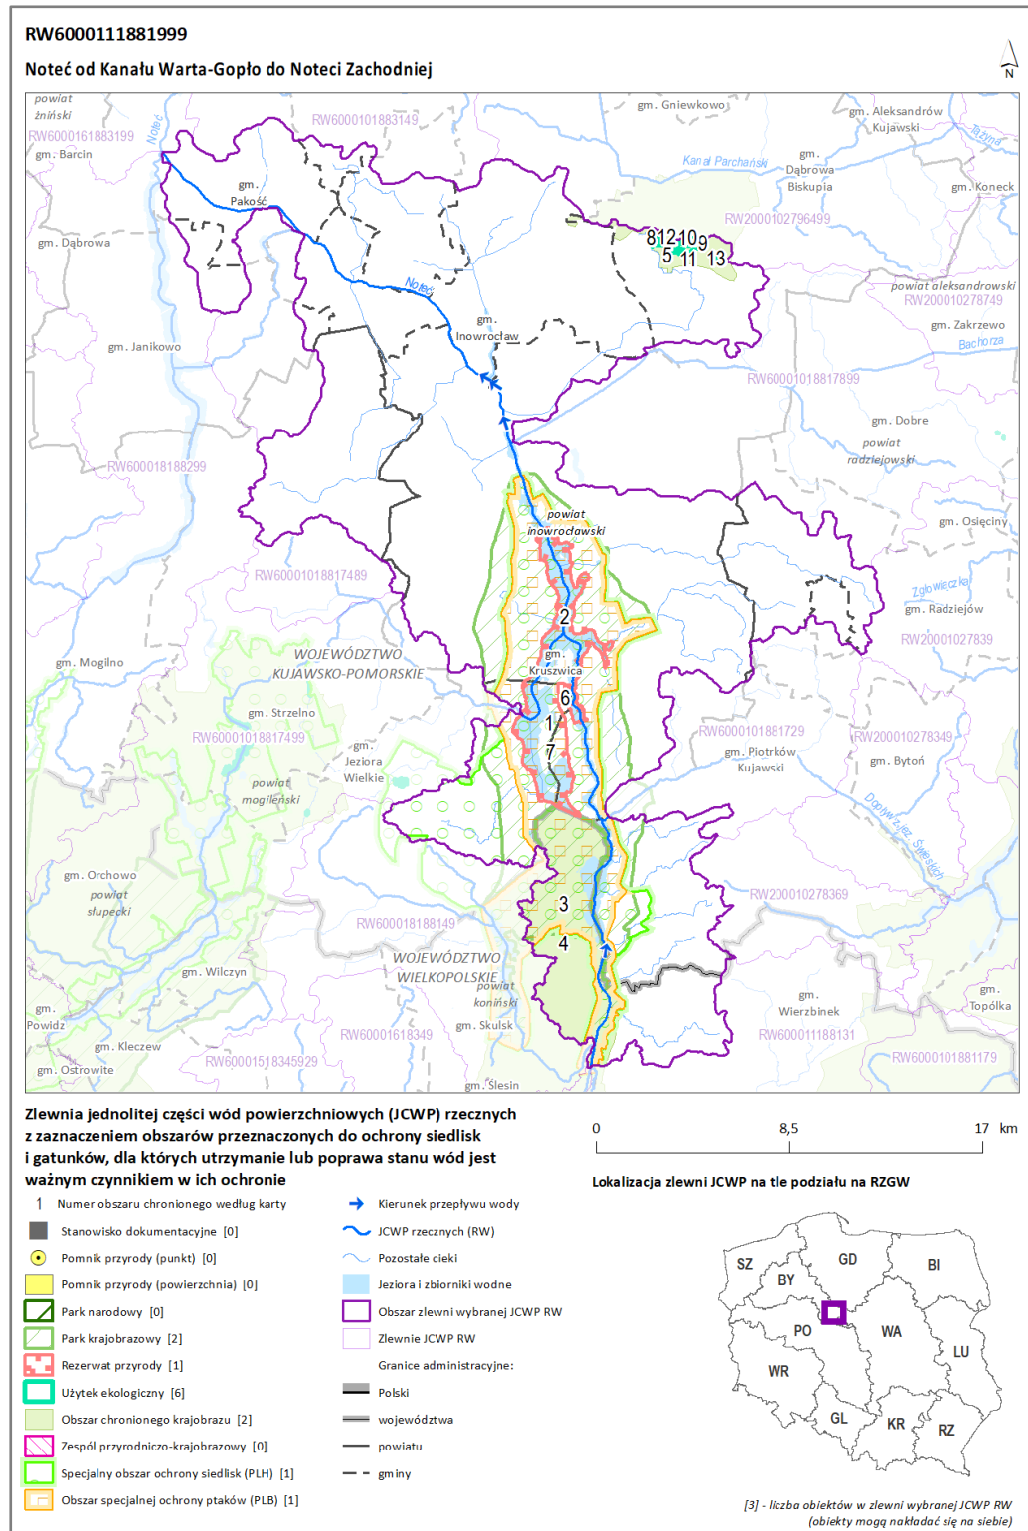 RW6000111881999
Noteć od Kanału Warta-Gopło do Noteci Zachodniej
N
powiat
żniński
RW6000161883199
gm. Barcin
Noteć
RW6000101883149
gm. Gniewkowo
gm. Aleksandrów
Kujawski
Tążyna
Kanał Parchański
gm.
Dąbrowa
Biskupia
gm. Koneck
gm.
Pakość
RW2000102796499
gm. Dąbrowa
8 12 10 9
5 11 13
powiat aleksandrowski
RW200010278749
Noteć
gm.
Inowrocław
gm. Zakrzewo
Bachorza
gm. Janikowo
RW60001018817899
gm. Dobre
powiat
radziejowski
RW600018188299
powiat
inowrocławski
gm. Osięciny
RW60001018817489
Zgłowiączka
gm. Radziejów
2
RW20001027839
WOJEWÓDZTWO
KUJAWSKO-POMORSKIE
gm.
Kruszwica
gm. Mogilno
6
gm. Strzelno
1
RW6000101881729
RW200010278349
RW60001018817499
gm.
Jeziora
Wielkie
7
gm. Piotrków
Kujawski
gm. Bytoń
powiat
mogileński
Dopływ z jez. Świesklch
gm. Orchowo
powiat
słupecki
RW200010278369
3
RW600018188149
4
WOJEWÓDZTWO
WIELKOPOLSKIE
gm. Wilczyn
powiat
koniński
gm.
Topólka
gm.
Powidz
gm.
Wierzbinek
gm. Skulsk
RW60001618349
RW600011188131
gm. Kleczew
RW60001518345929
RW6000101881179
gm. Ostrowite
gm. Ślesin
Zlewnia jednolitej części wód powierzchniowych (JCWP) rzecznych
z zaznaczeniem obszarów przeznaczonych do ochrony siedlisk
i gatunków, dla których utrzymanie lub poprawa stanu wód jest
ważnym czynnikiem w ich ochronie
0 8,5 17 km
Lokalizacja zlewni JCWP na tle podziału na RZGW
1 Numer obszaru chronionego według karty
Stanowisko dokumentacyjne [0]
Pomnik przyrody (punkt) [0]
Pomnik przyrody (powierzchnia) [0]
Park narodowy [0]
Park krajobrazowy [2]
Rezerwat przyrody [1]
Użytek ekologiczny [6]
Obszar chronionego krajobrazu [2]
Zespół przyrodniczo-krajobrazowy [0]
Specjalny obszar ochrony siedlisk (PLH) [1]
Obszar specjalnej ochrony ptaków (PLB) [1]
Kierunek przepływu wody
JCWP rzecznych (RW)
Pozostałe cieki
Jeziora i zbiorniki wodne
Obszar zlewni wybranej JCWP RW
Zlewnie JCWP RW
Granice administracyjne:
Polski
województwa
powiatu
gminy
SZ
GD
BI
BY
PO
WA
LU
WR
GL
KR
RZ
[3] - liczba obiektów w zlewni wybranej JCWP RW
(obiekty mogą nakładać się na siebie)